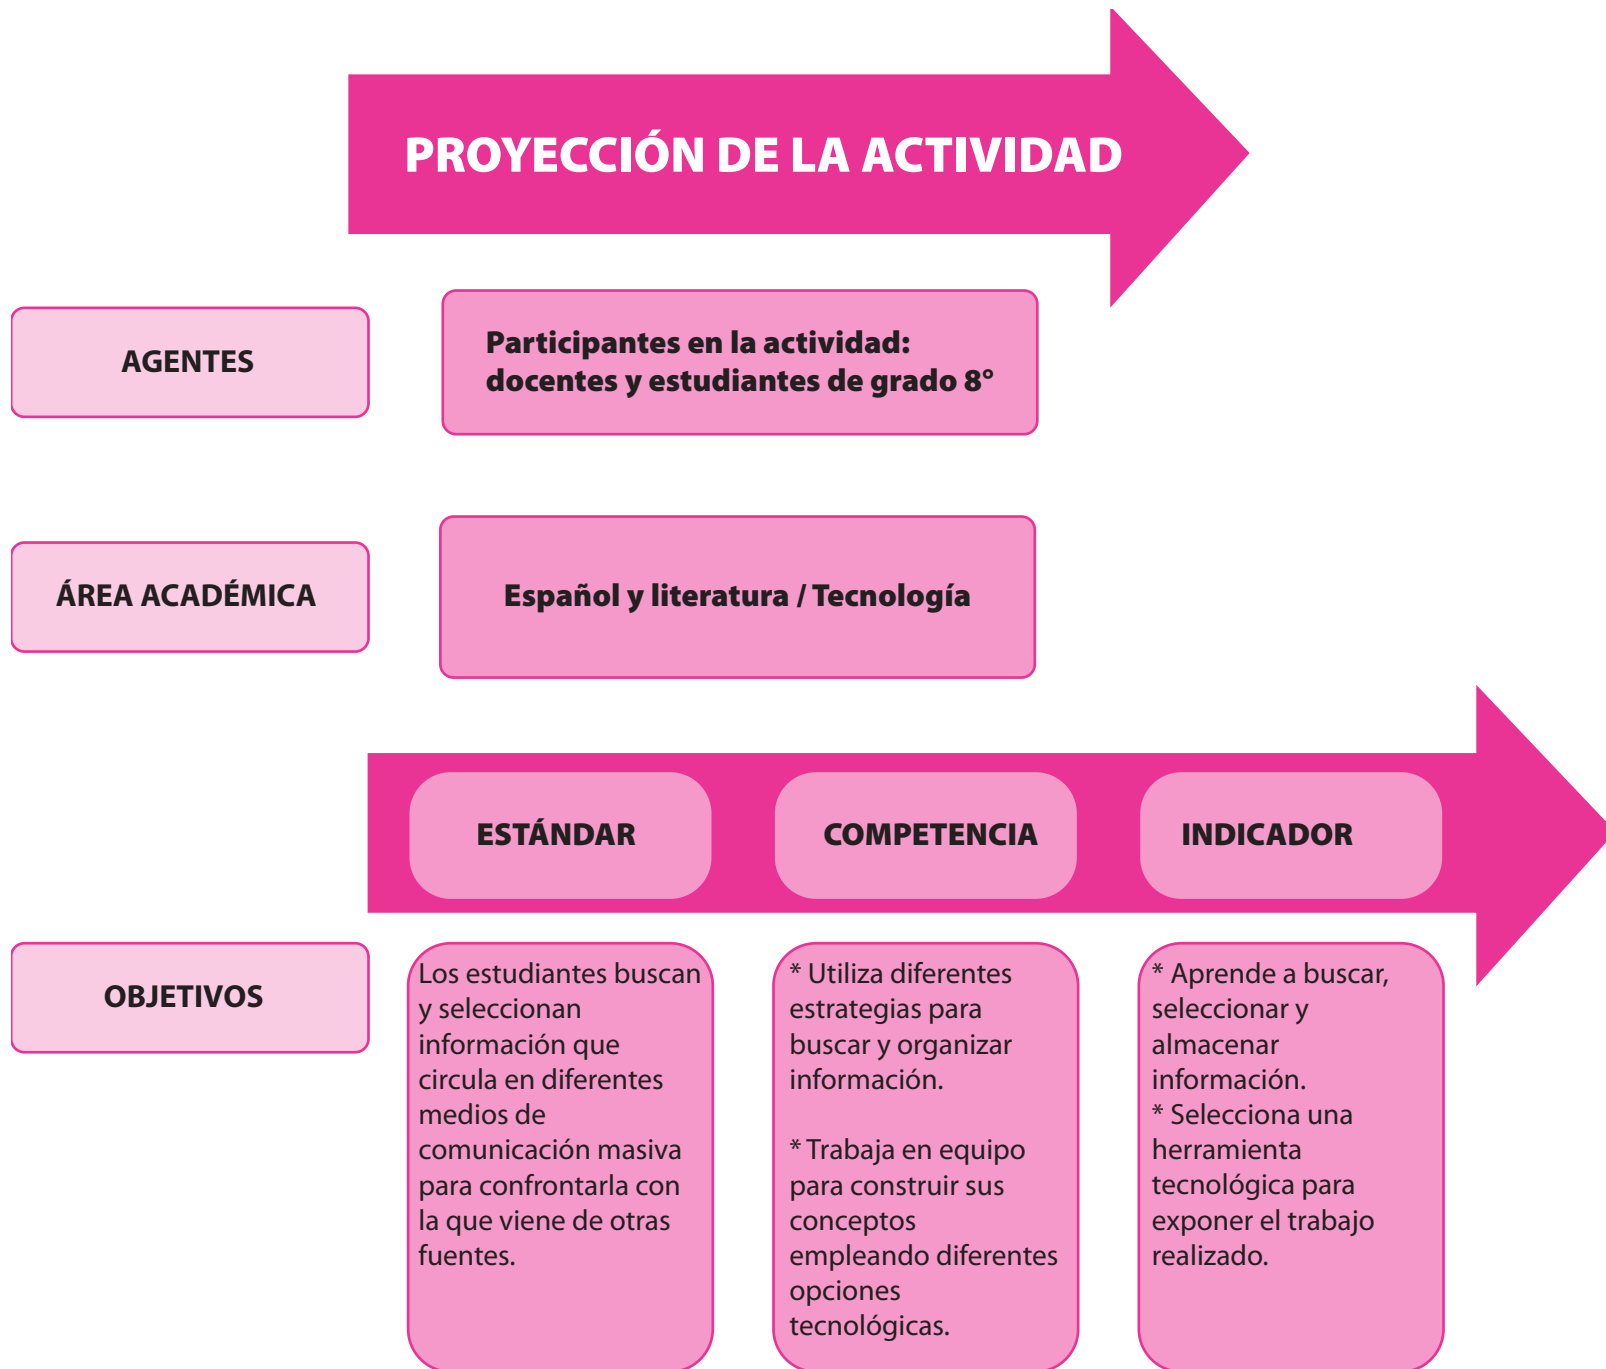 PROYECCIÓN DE LA ACTIVIDAD
AGENTES
Participantes en la actividad:
docentes y estudiantes de grado 8°
ÁREA ACADÉMICA
Español y literatura / Tecnología
ESTÁNDAR
COMPETENCIA
INDICADOR
OBJETIVOS
Los estudiantes buscan
y seleccionan
información que
circula en diferentes
medios de
comunicación masiva
para confrontarla con
la que viene de otras
fuentes.
* Utiliza diferentes
estrategias para
buscar y organizar
información.
* Trabaja en equipo
para construir sus
conceptos
empleando diferentes
opciones
tecnológicas.
* Aprende a buscar,
seleccionar y
almacenar
información.
* Selecciona una
herramienta
tecnológica para
exponer el trabajo
realizado.